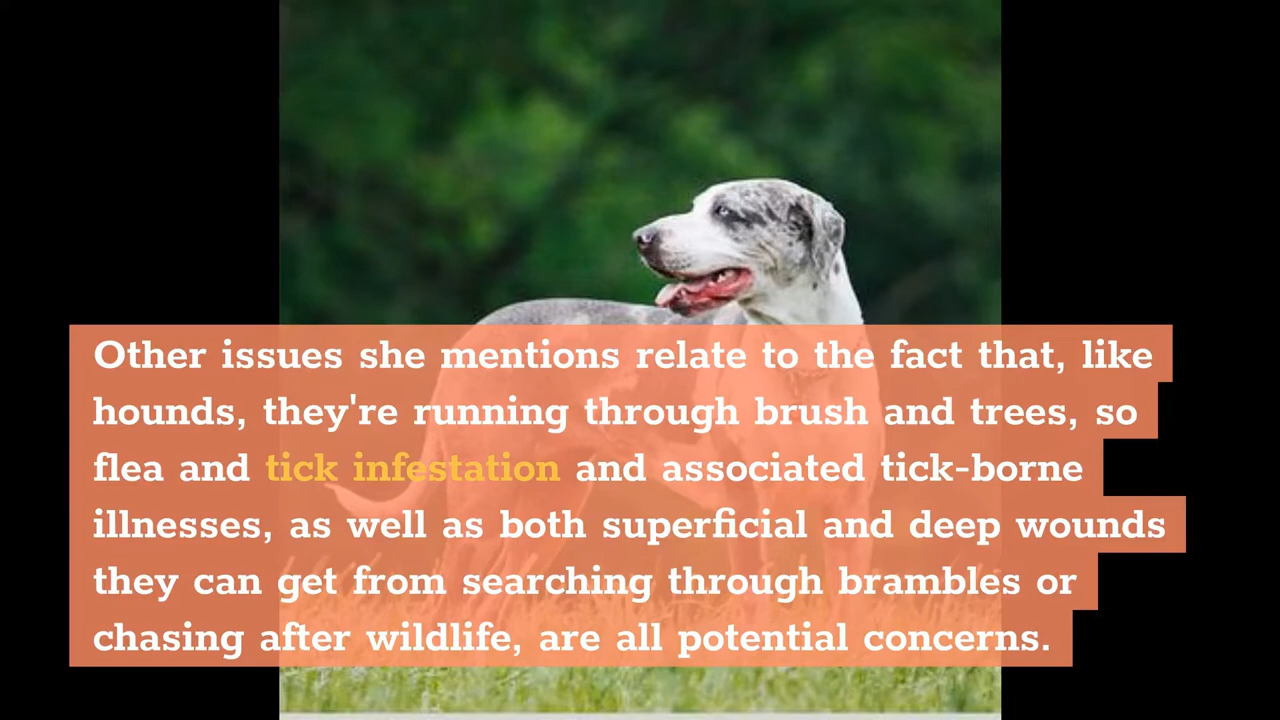 Other issues she mentions relate to the fact that, like
hounds, they're running through brush and trees, so
flea and tick infestation and associated tick-borne
illnesses, as well as both superficial and deep wounds
they can get from searching through brambles or
chasing after wildlife, are all potential concerns.